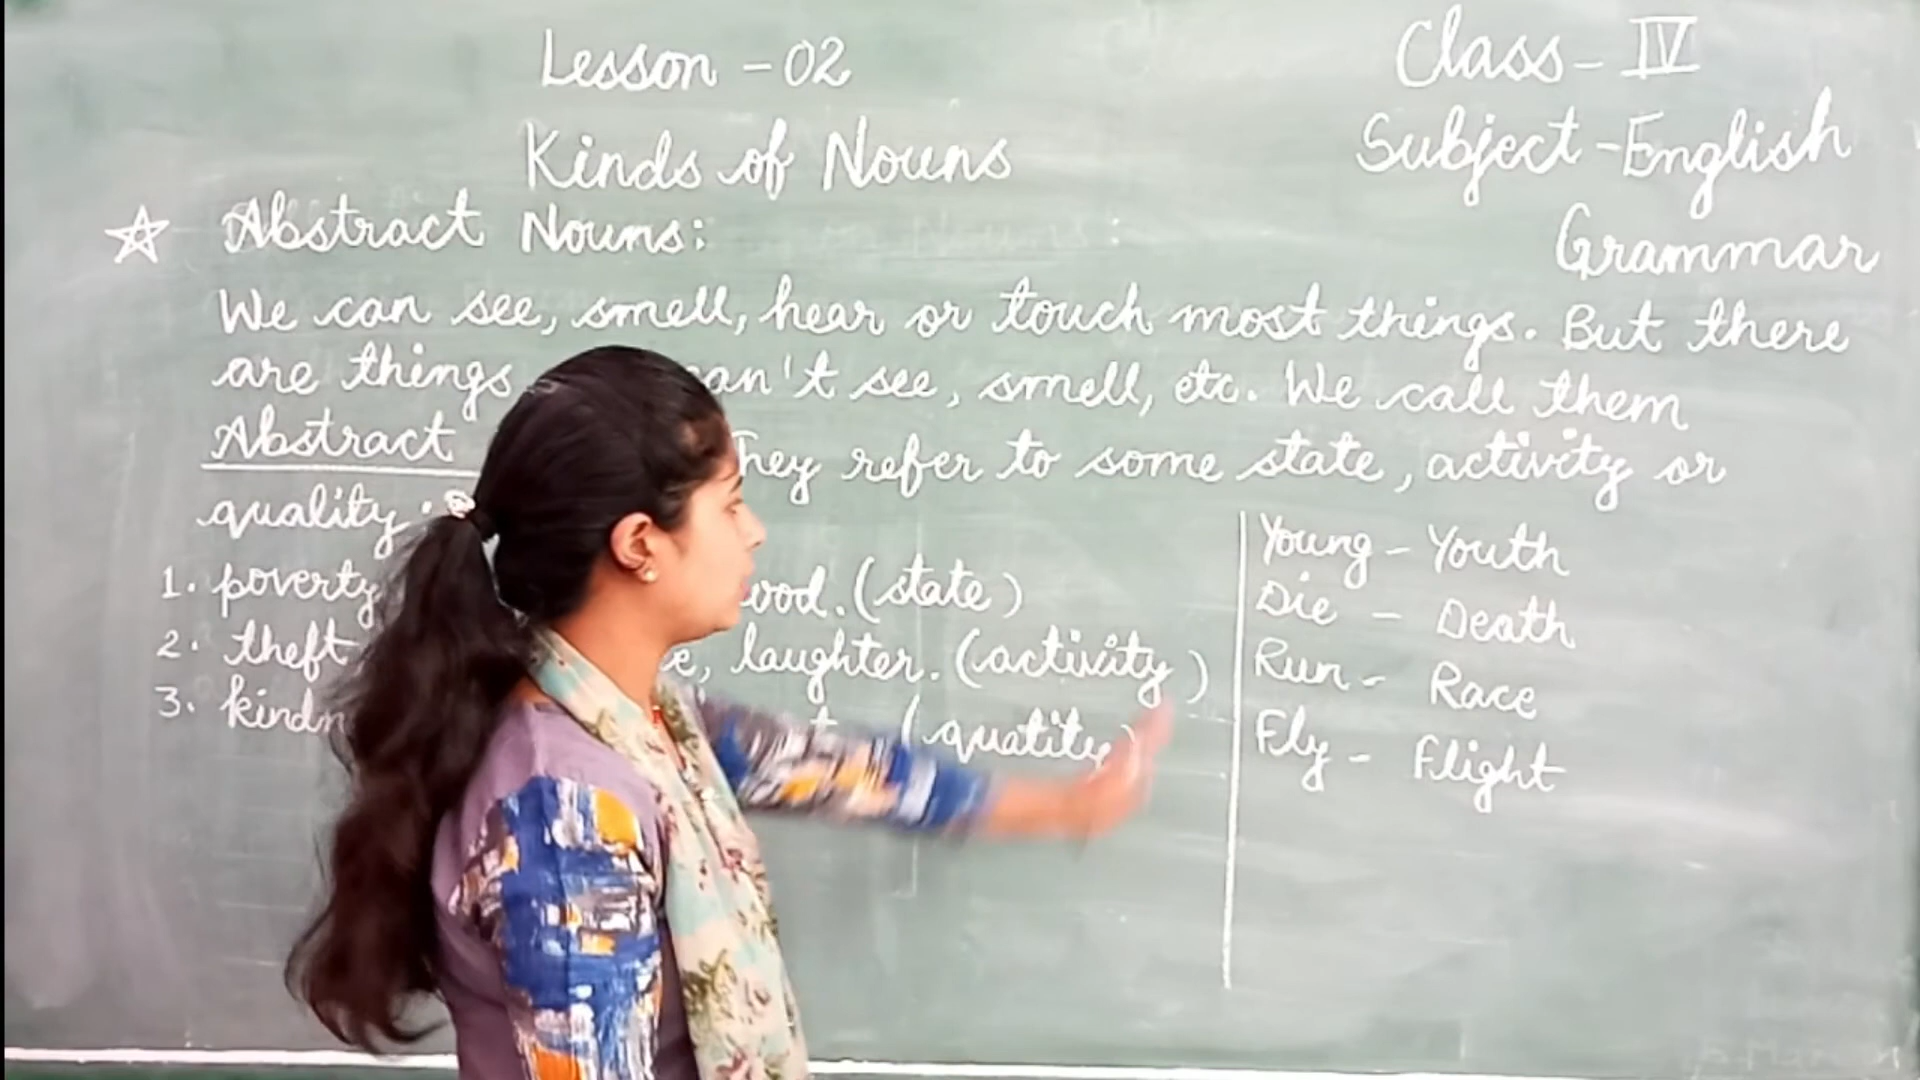 Lesson - 02
Class - IV
Kinds of Nouns
Subject - English
Grammar
Abstract Nouns:
We can see, smell, hear or touch most things. But there
are things can't see, smell, etc. We call them
Abstract They refer to some state, activity or
quality.
1. poverty (state)
2. theft laughter. (activity)
3. (quality)
Young - Youth
Die - Death
Run - Race
Fly - Flight